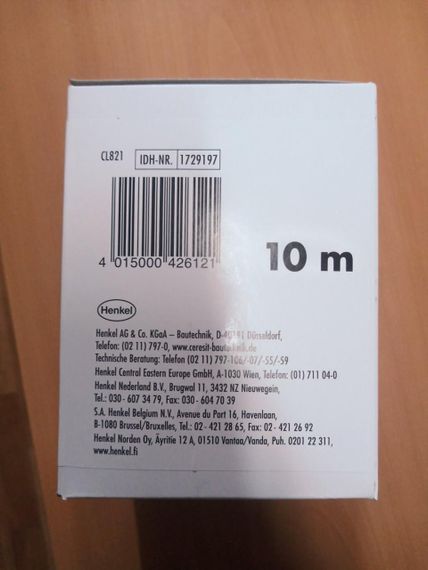 CL821 IDH-NR. 1729197
4 015000 426121
10 m
Henkel
Henkel AG & Co. KGaA – Bautechnik, Düsseldorf,
Telefon (02 11) 797-0, www.ceresit-bautechnik.de
Technische Beratung: Telefon (02 11) 797-106/-07/-55/-59
Henkel Central Eastern Europe GmbH, A-1030 Wien, Telefon: (01) 711 04-0
Henkel Nederland B.V., Brugwal 11, 3432 NZ Nieuwegein,
Tel.: 030 - 607 34 79, Fax: 030 - 604 70 39
S.A. Henkel Belgium N.V., Avenue du Port 16, Havenlaan,
B-1080 Brussel/Bruxelles, Tel: 02 - 421 28 65, Fax: 02 - 421 26 92
Henkel Norden Oy, Äyritie 12 A, 01510 Vantaa/Vanda, Puh. 0201 22 311,
www.henkel.fi